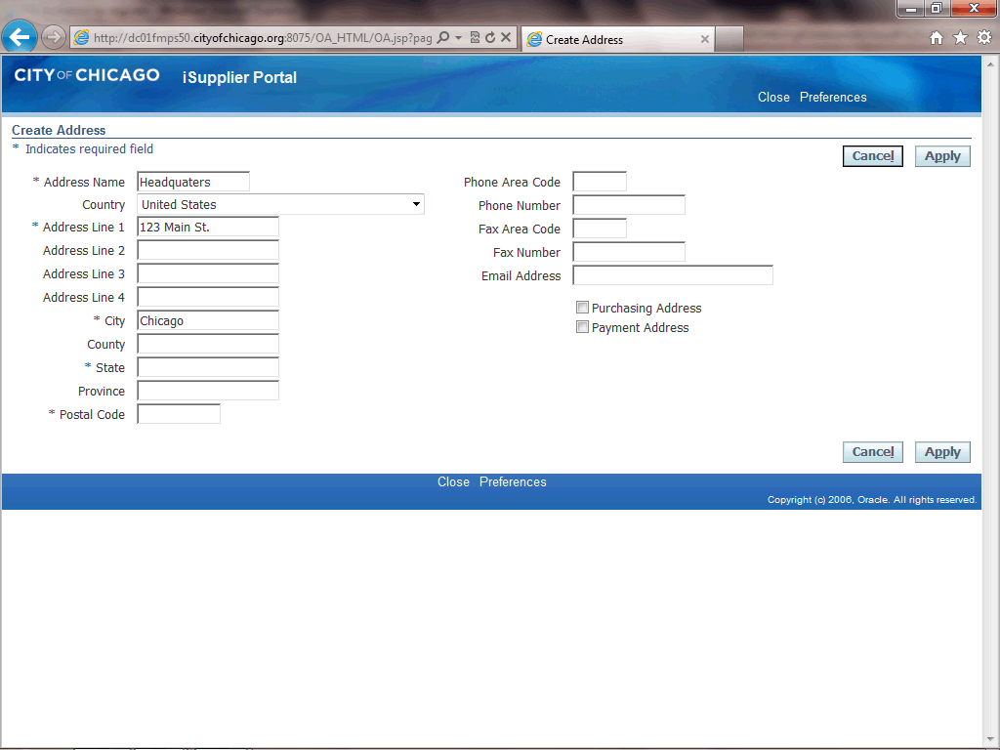 http://dc01fmps50.cityofchicago.org:8075/OA_HTML/OA.jsp?pag
Create Address
CITY OF CHICAGO iSupplier Portal
Close Preferences
Create Address
* Indicates required field
Cancel Apply
* Address Name Headquaters
Country United States
* Address Line 1 123 Main St.
Address Line 2
Address Line 3
Address Line 4
* City Chicago
County
* State
Province
* Postal Code
Phone Area Code
Phone Number
Fax Area Code
Fax Number
Email Address
Purchasing Address
Payment Address
Cancel Apply
Close Preferences
Copyright (c) 2006, Oracle. All rights reserved.